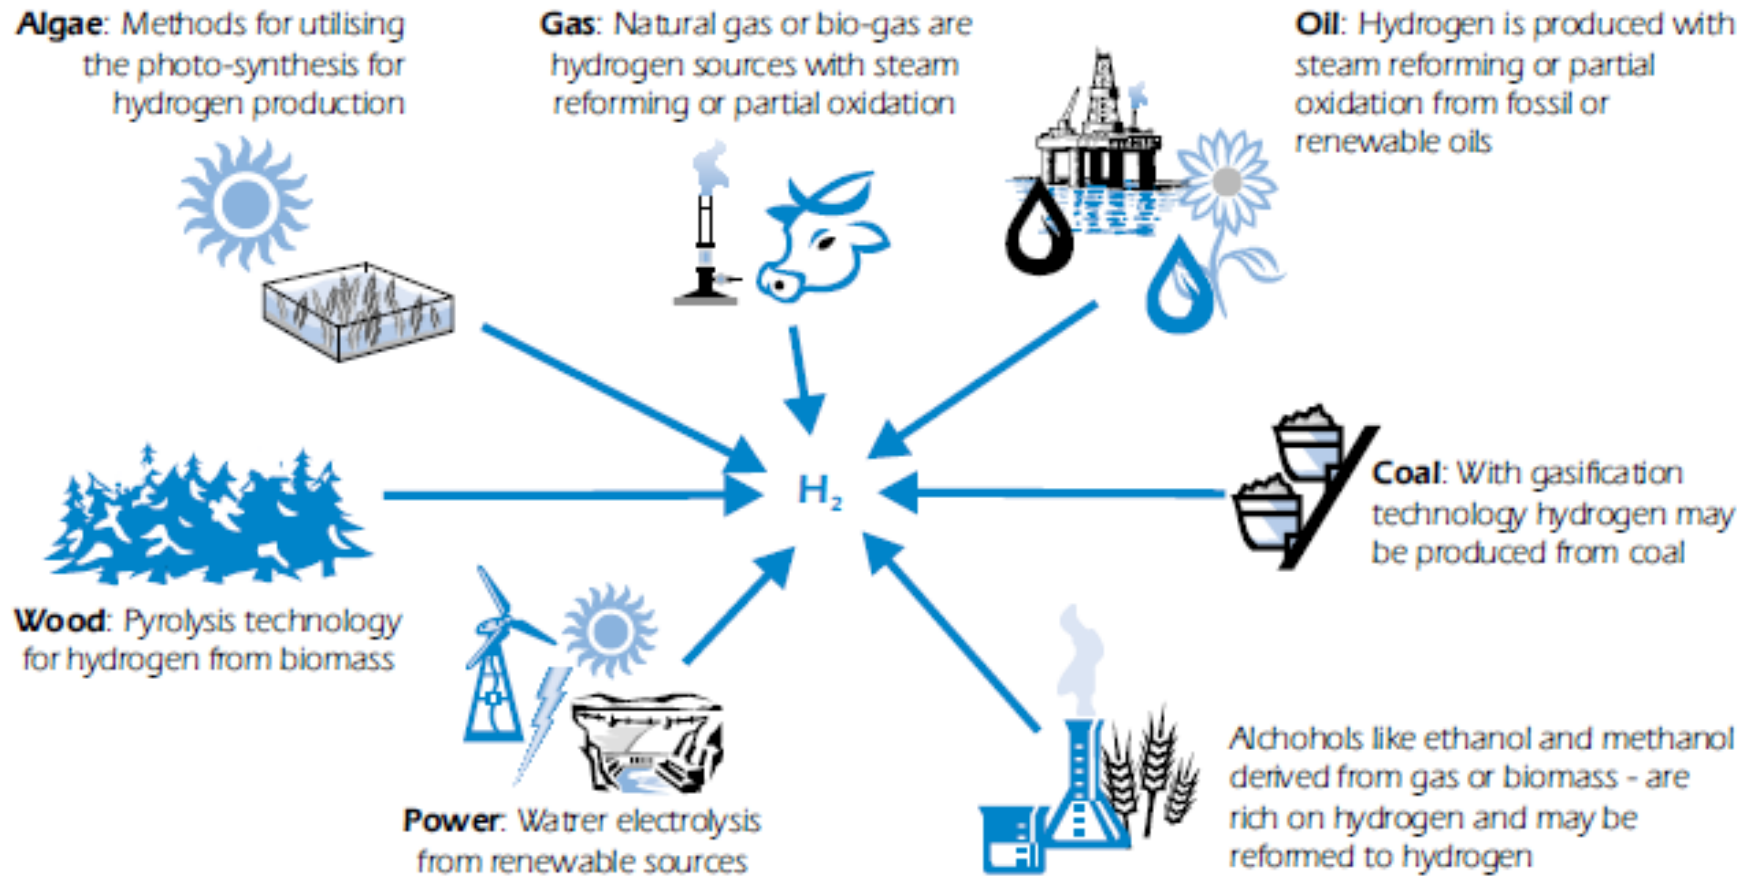 Algae: Methods for utilising
the photo-synthesis for
hydrogen production
Gas: Natural gas or bio-gas are
hydrogen sources with steam
reforming or partial oxidation
Oil: Hydrogen is produced with
steam reforming or partial
oxidation from fossil or
renewable oils
H₂
Coal: With gasification
technology hydrogen may
be produced from coal
Wood: Pyrolysis technology
for hydrogen from biomass
Power: Watrer electrolysis
from renewable sources
Alchohols like ethanol and methanol
derived from gas or biomass - are
rich on hydrogen and may be
reformed to hydrogen